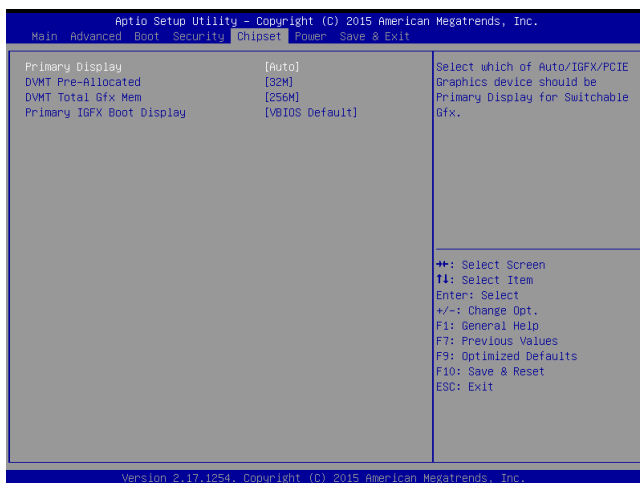 Aptio Setup Utility – Copyright (C) 2015 American Megatrends, Inc.
Main Advanced Boot Security Chipset Power Save & Exit
Primary Display [Auto]
DVMT Pre-Allocated [32M]
DVMT Total Gfx Mem [256M]
Primary IGFX Boot Display [VBIOS Default]
Select which of Auto/IGFX/PCIE
Graphics device should be
Primary Display for Switchable
Gfx.
→←: Select Screen
↑↓: Select Item
Enter: Select
+/-: Change Opt.
F1: General Help
F7: Previous Values
F9: Optimized Defaults
F10: Save & Reset
ESC: Exit
Version 2.17.1254. Copyright (C) 2015 American Megatrends, Inc.